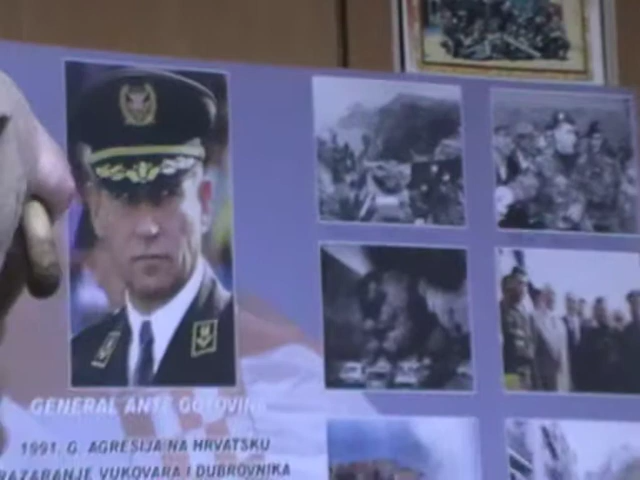 GENERAL ANTE GOTOVINA
1991. G. AGRESIJA NA HRVATSKU
RAZARANJE VUKOVARA I DUBROVNIKA